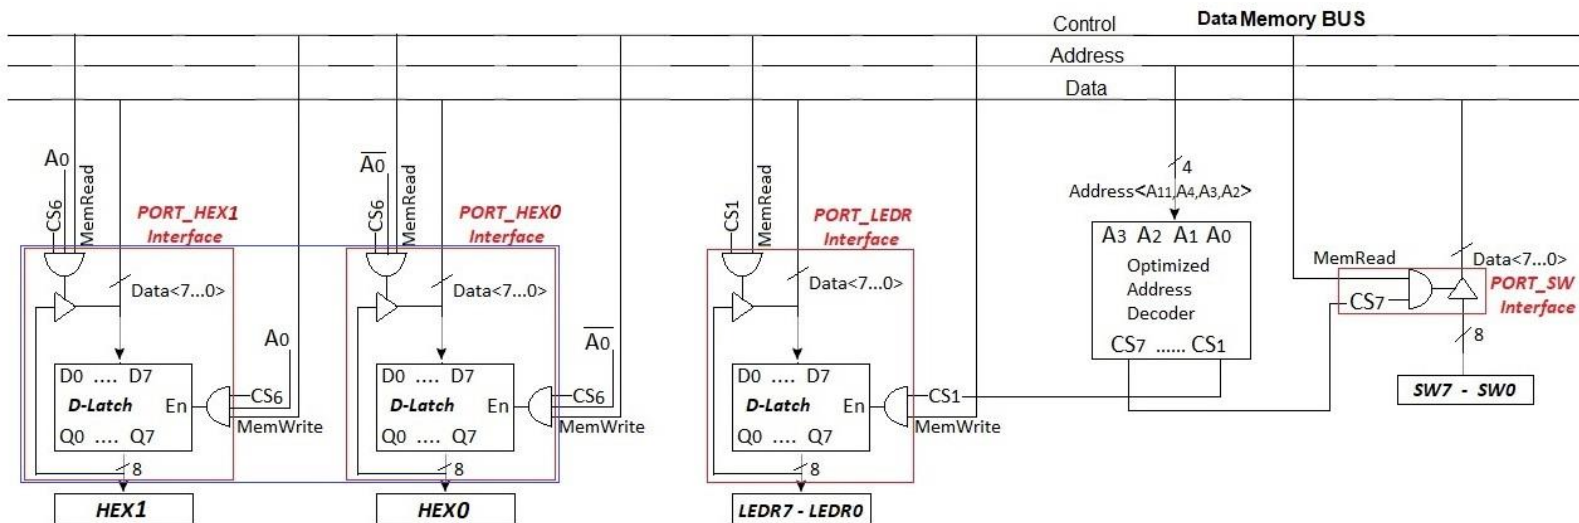 Control
Data Memory BUS
Address
Data
A0
CS6
MemRead
PORT_HEX1
Interface
Data<7...0>
A0
D0 .... D7
D-Latch
En
CS6
MemWrite
Q0 .... Q7
8
HEX1
A0
CS6
MemRead
PORT_HEX0
Interface
Data<7...0>
A0
D0 .... D7
D-Latch
En
CS6
MemWrite
Q0 .... Q7
8
HEX0
CS1
MemRead
PORT_LEDR
Interface
Data<7...0>
D0 .... D7
D-Latch
En
CS1
MemWrite
Q0 .... Q7
8
LEDR7 - LEDR0
4
Address<A11,A4,A3,A2>
A3 A2 A1 A0
Optimized
Address
Decoder
CS7 ...... CS1
MemRead
CS7
Data<7...0>
PORT_SW
Interface
8
SW7 - SW0